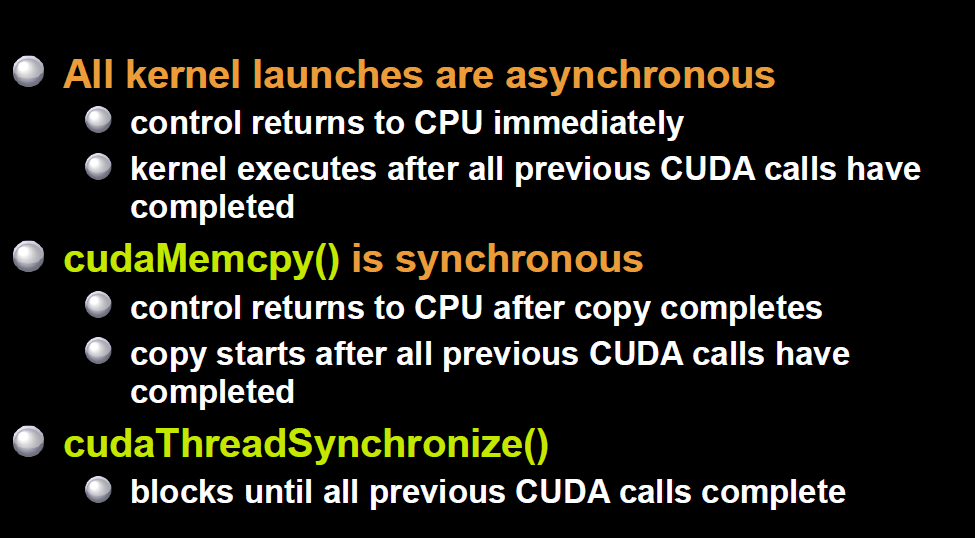 All kernel launches are asynchronous
control returns to CPU immediately
kernel executes after all previous CUDA calls have
completed
cudaMemcpy() is synchronous
control returns to CPU after copy completes
copy starts after all previous CUDA calls have
completed
cudaThreadSynchronize()
blocks until all previous CUDA calls complete